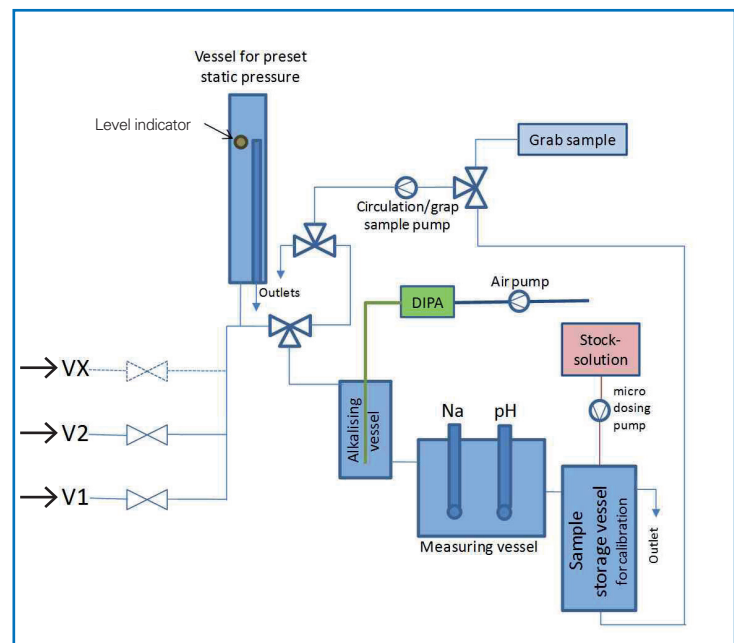 Vessel for preset
static pressure
Level indicator
Grab sample
Circulation/grap
sample pump
Outlets
Air pump
DIPA
Stock-
solution
VX
micro
dosing
pump
Na
pH
Alkalising
vessel
V2
V1
Measuring vessel
Sample
storage vessel
for calibration
Outlet